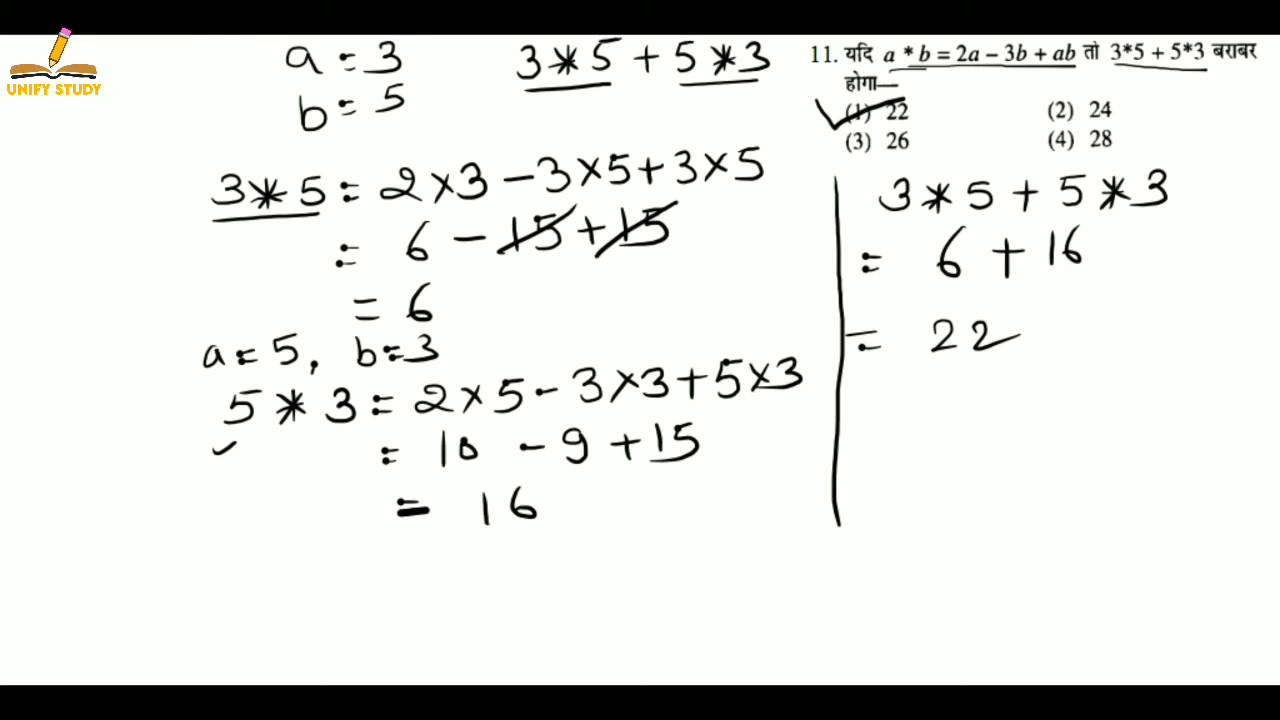 UNIFY STUDY
a = 3
b = 5
3 * 5 + 5 * 3
3 * 5 = 2 × 3 − 3 × 5 + 3 × 5
= 6 − 15 + 15
= 6
a = 5, b = 3
5 * 3 = 2 × 5 − 3 × 3 + 5 × 3
= 10 − 9 + 15
= 16
11. यदि a * b = 2a − 3b + ab तो 3*5 + 5*3 बराबर
होगा—
(1) 22 (2) 24
(3) 26 (4) 28
3 * 5 + 5 * 3
= 6 + 16
= 22